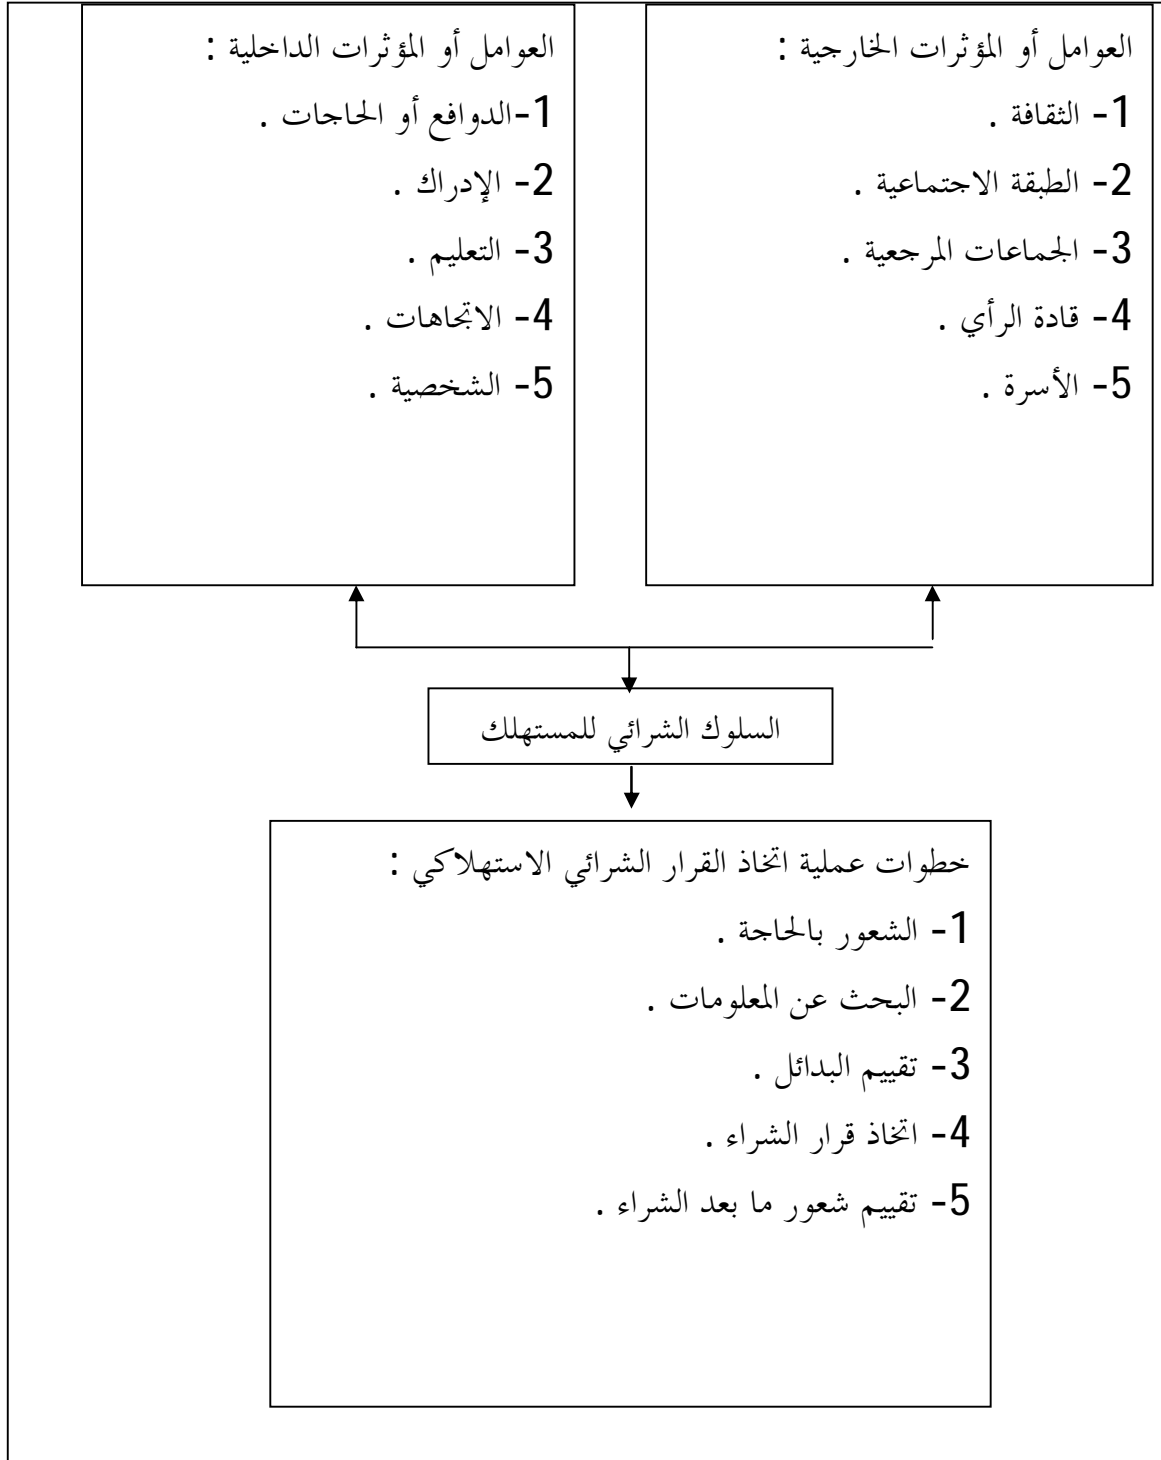 العوامل أو المؤثرات الخارجية :
1- الثقافة .
2- الطبقة الاجتماعية .
3- الجماعات المرجعية .
4- قادة الرأي .
5- الأسرة .
العوامل أو المؤثرات الداخلية :
1-الدوافع أو الحاجات .
2- الإدراك .
3- التعليم .
4- الاتجاهات .
5- الشخصية .
السلوك الشرائي للمستهلك
خطوات عملية اتخاذ القرار الشرائي الاستهلاكي :
1- الشعور بالحاجة .
2- البحث عن المعلومات .
3- تقييم البدائل .
4- اتخاذ قرار الشراء .
5- تقييم شعور ما بعد الشراء .